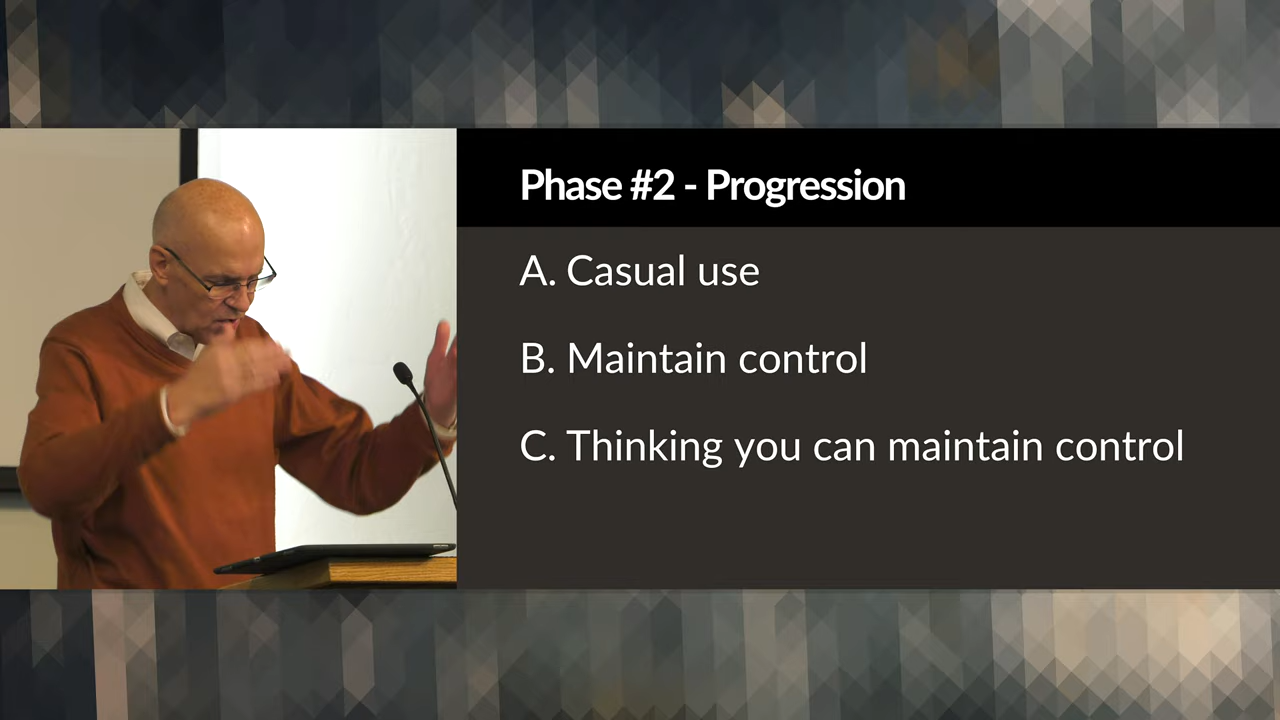 Phase #2 - Progression
A. Casual use
B. Maintain control
C. Thinking you can maintain control